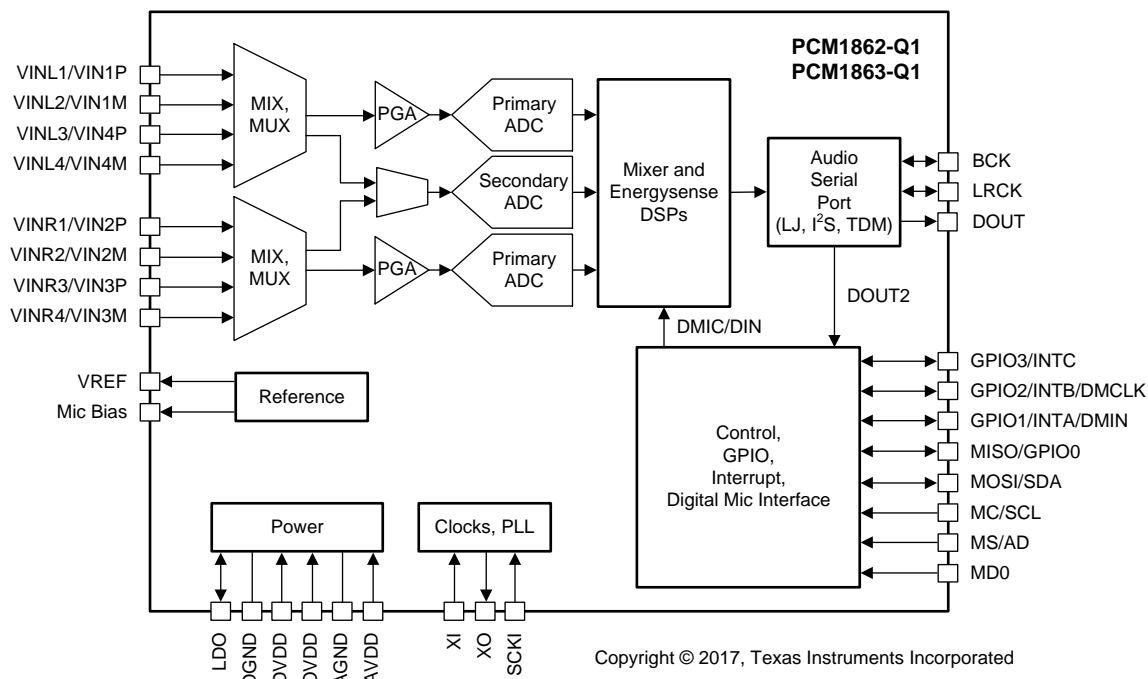 PCM1862-Q1
PCM1863-Q1
VINL1/VIN1P
VINL2/VIN1M
VINL3/VIN4P
VINL4/VIN4M
VINR1/VIN2P
VINR2/VIN2M
VINR3/VIN3P
VINR4/VIN3M
MIX,
MUX
MIX,
MUX
PGA
PGA
Primary
ADC
Secondary
ADC
Primary
ADC
Mixer and
Energysense
DSPs
Audio
Serial
Port
(LJ, I²S, TDM)
BCK
LRCK
DOUT
DOUT2
DMIC/DIN
VREF
Mic Bias
Reference
Control,
GPIO,
Interrupt,
Digital Mic Interface
GPIO3/INTC
GPIO2/INTB/DMCLK
GPIO1/INTA/DMIN
MISO/GPIO0
MOSI/SDA
MC/SCL
MS/AD
MD0
Power
Clocks, PLL
LDO
DGND
DVDD
AGND
AVDD
XI
XO
SCKI
Copyright © 2017, Texas Instruments Incorporated